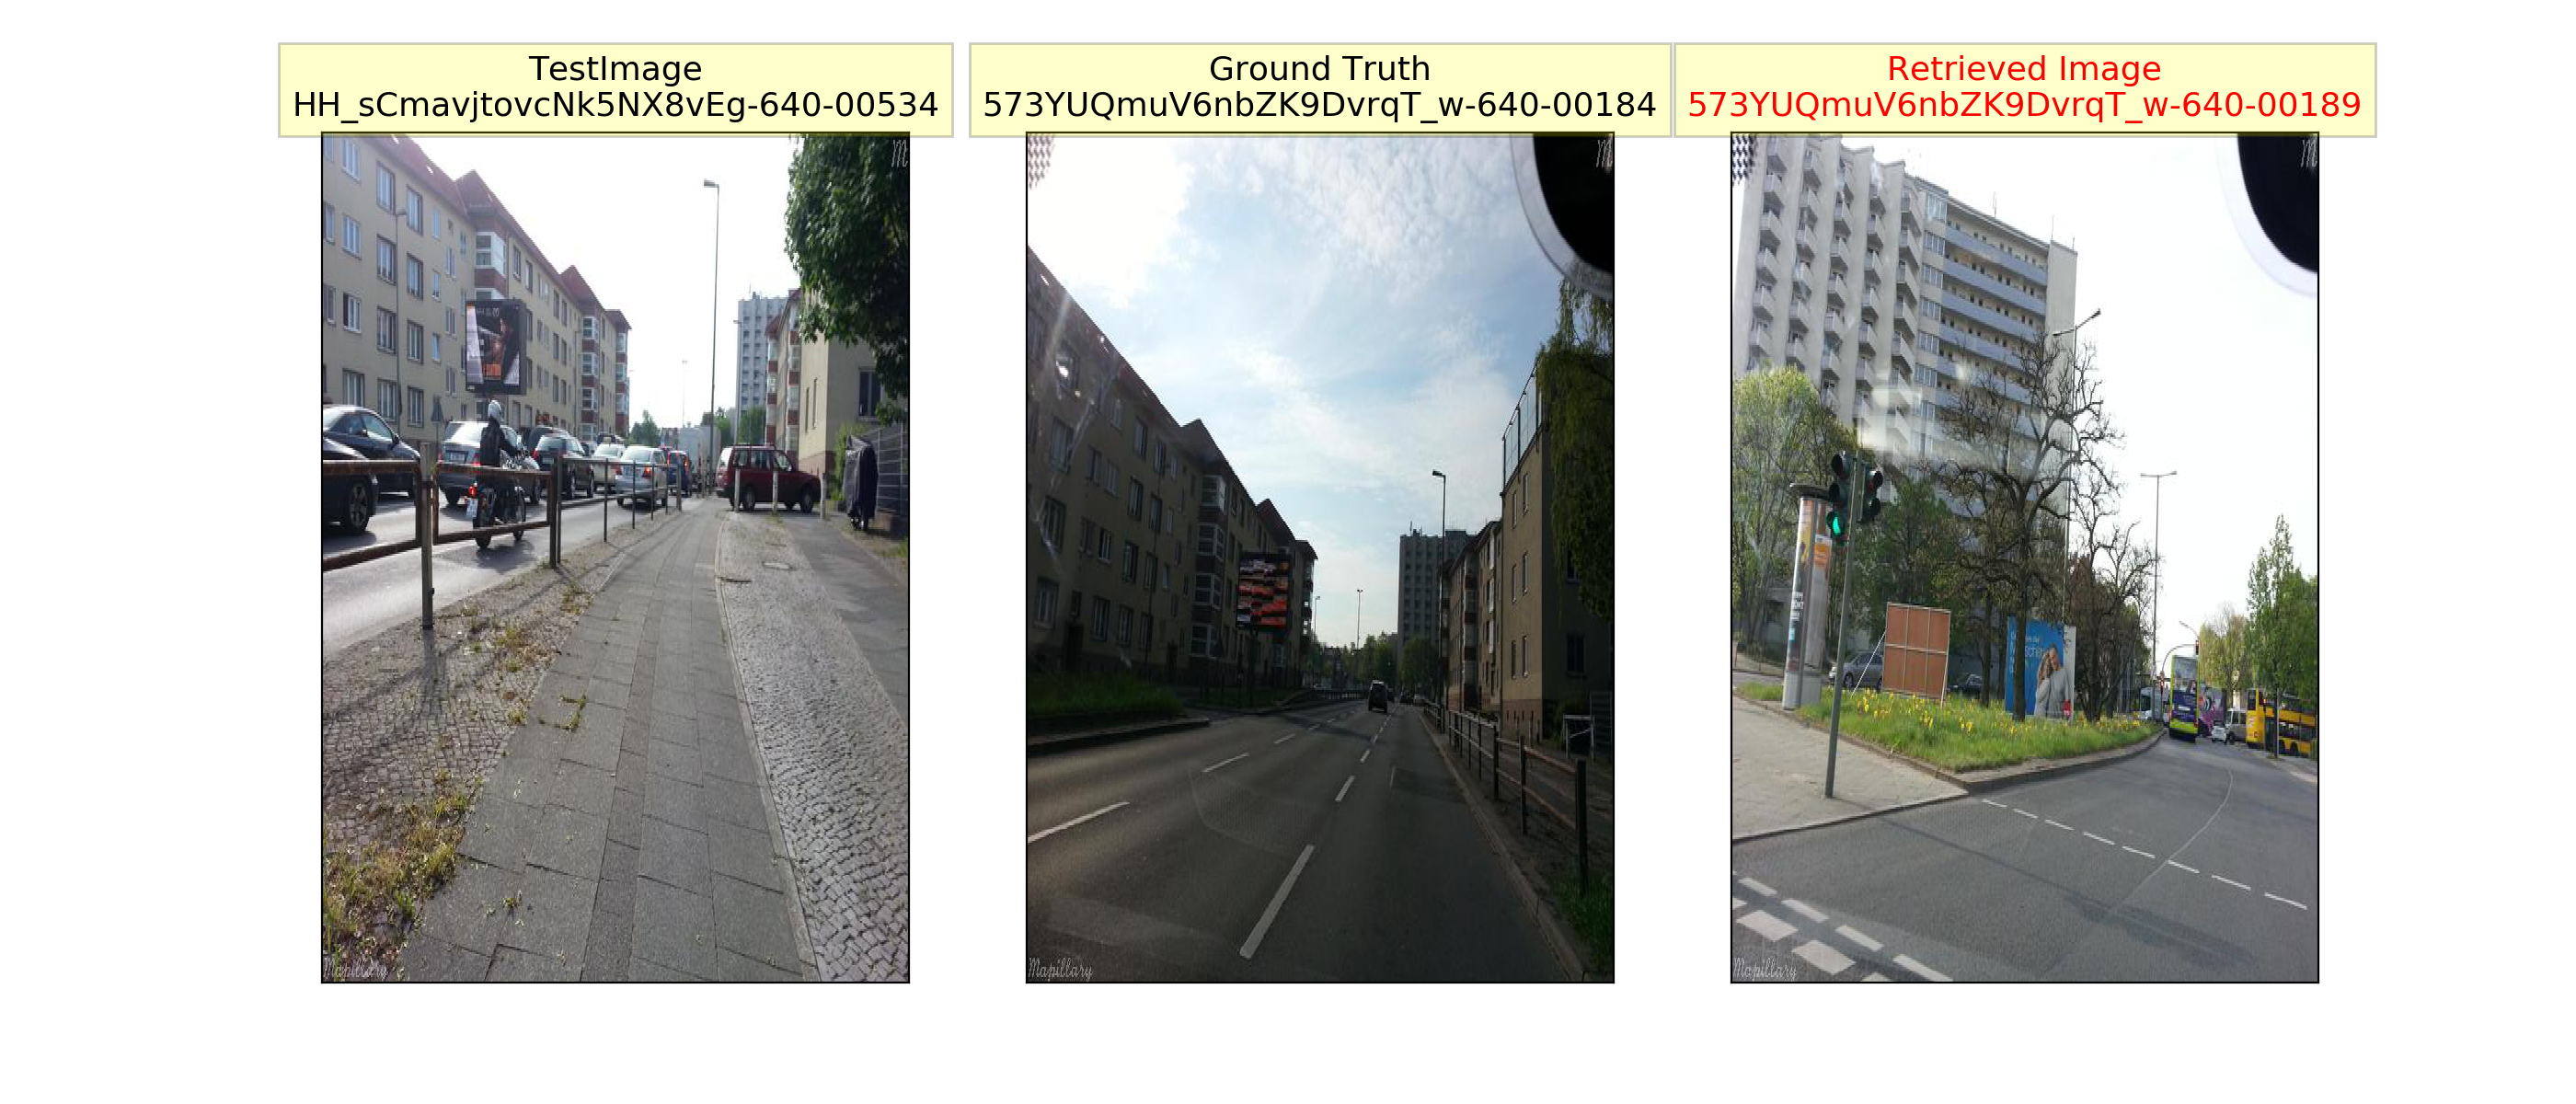 TestImage
HH_sCmavjtovcNk5NX8vEg-640-00534
Ground Truth
573YUQmuV6nbZK9DvrqT_w-640-00184
Retrieved Image
573YUQmuV6nbZK9DvrqT_w-640-00189
M
M
M
Mapillary
Mapillary
Mapillary